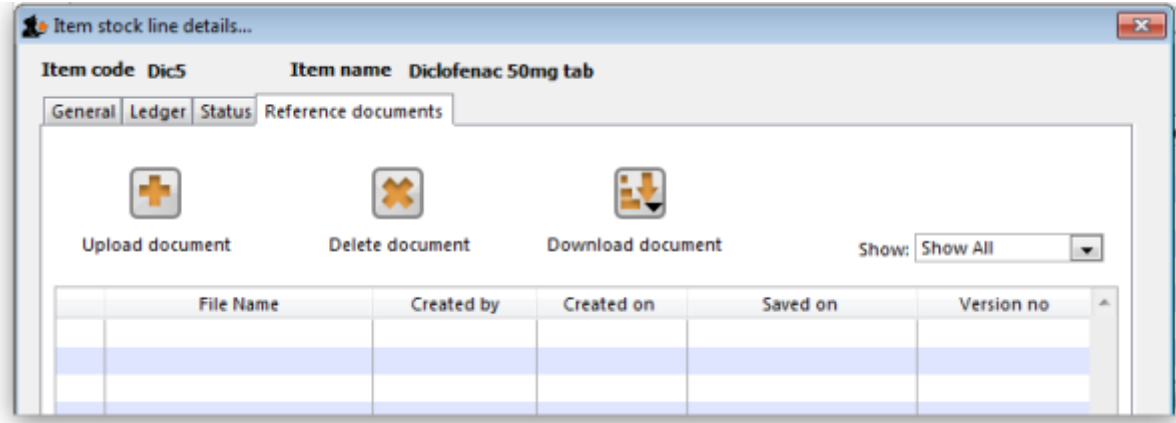 Item stock line details...
Item code Dic5 Item name Diclofenac 50mg tab
General Ledger Status Reference documents
Upload document Delete document Download document Show: Show All
File Name Created by Created on Saved on Version no